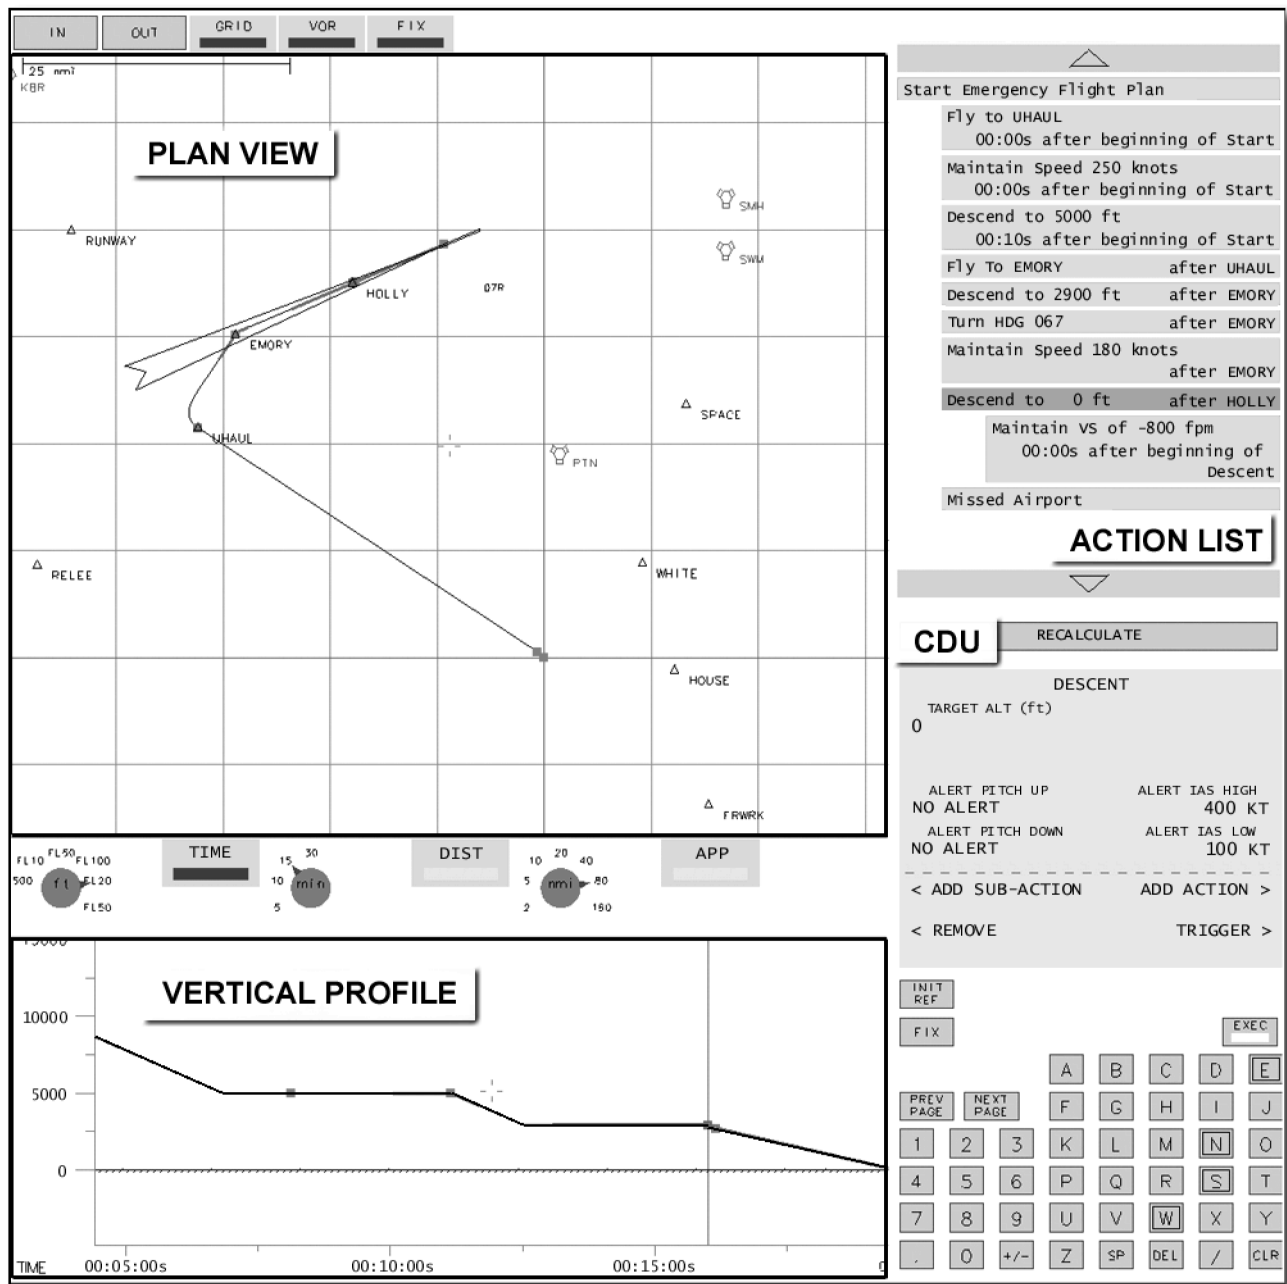 IN OUT GRID VOR FIX
25 nmi
KBR
PLAN VIEW
SMH
RUNWAY
SWM
HOLLY
07R
EMORY
SPACE
UHAUL
PTN
RELEE
WHITE
HOUSE
FRWRK
Start Emergency Flight Plan
Fly to UHAUL
00:00s after beginning of Start
Maintain Speed 250 knots
00:00s after beginning of Start
Descend to 5000 ft
00:10s after beginning of Start
Fly To EMORY after UHAUL
Descend to 2900 ft after EMORY
Turn HDG 067 after EMORY
Maintain Speed 180 knots
after EMORY
Descend to 0 ft after HOLLY
Maintain VS of -800 fpm
00:00s after beginning of
Descent
Missed Airport
ACTION LIST
CDU RECALCULATE
DESCENT
TARGET ALT (ft)
0
ALERT PITCH UP ALERT IAS HIGH
NO ALERT 400 KT
ALERT PITCH DOWN ALERT IAS LOW
NO ALERT 100 KT
< ADD SUB-ACTION ADD ACTION >
< REMOVE TRIGGER >
FL10 FL50 FL100
500 ft FL20
FL50
TIME
15 30
10 min
5
DIST
10 20 40
5 nmi 80
2 160
APP
VERTICAL PROFILE
10000
5000
0
TIME 00:05:00s 00:10:00s 00:15:00s
INIT
REF
FIX EXEC
A B C D E
PREV
PAGE
NEXT
PAGE
F G H I J
1 2 3 K L M N O
4 5 6 P Q R S T
7 8 9 U V W X Y
. 0 +/- Z SP DEL / CLR